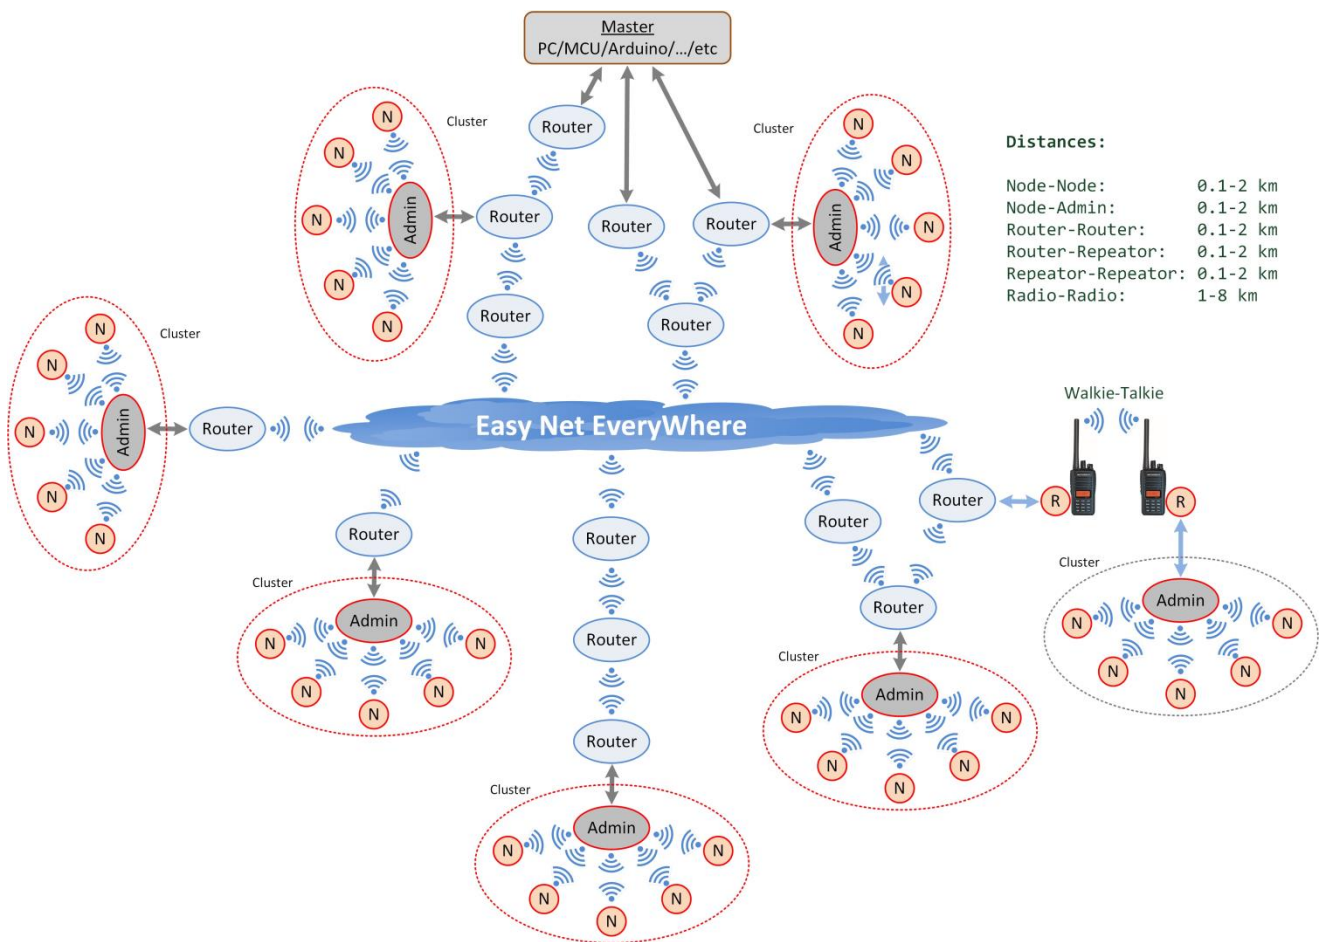 Master
PC/MCU/Arduino/…/etc
Cluster
N
N
N
N
N
Admin
Router
Router
Router
Router
Router
Router
Cluster
N
N
N
N
N
Admin
Distances:
Node-Node: 0.1-2 km
Node-Admin: 0.1-2 km
Router-Router: 0.1-2 km
Router-Repeator: 0.1-2 km
Repeator-Repeator: 0.1-2 km
Radio-Radio: 1-8 km
Cluster
N
N
N
N
N
Admin
Router
Easy Net EveryWhere
Walkie-Talkie
R
R
Router
Router
Router
Router
Router
Router
Router
Cluster
Admin
N
N
N
N
N
Cluster
Admin
N
N
N
N
N
Cluster
Admin
N
N
N
N
N
Cluster
Admin
N
N
N
N
N